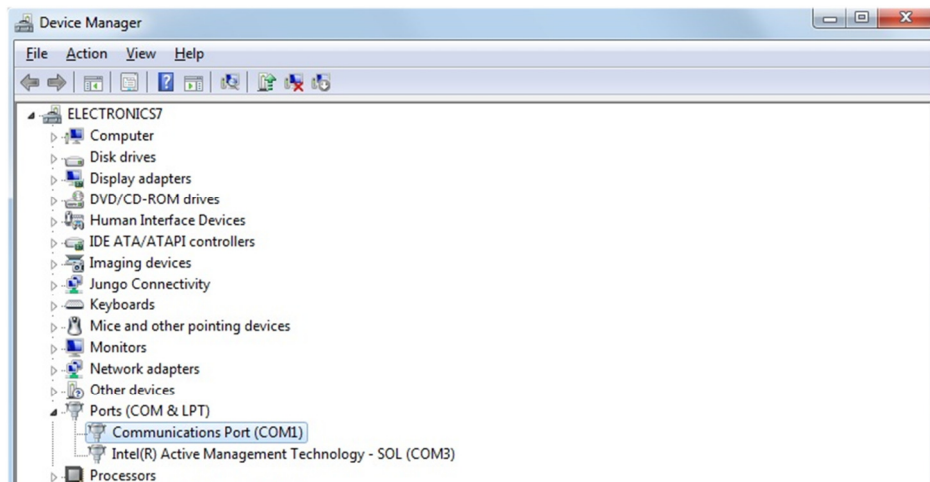 Device Manager
File Action View Help
ELECTRONICS7
Computer
Disk drives
Display adapters
DVD/CD-ROM drives
Human Interface Devices
IDE ATA/ATAPI controllers
Imaging devices
Jungo Connectivity
Keyboards
Mice and other pointing devices
Monitors
Network adapters
Other devices
Ports (COM & LPT)
Communications Port (COM1)
Intel(R) Active Management Technology - SOL (COM3)
Processors